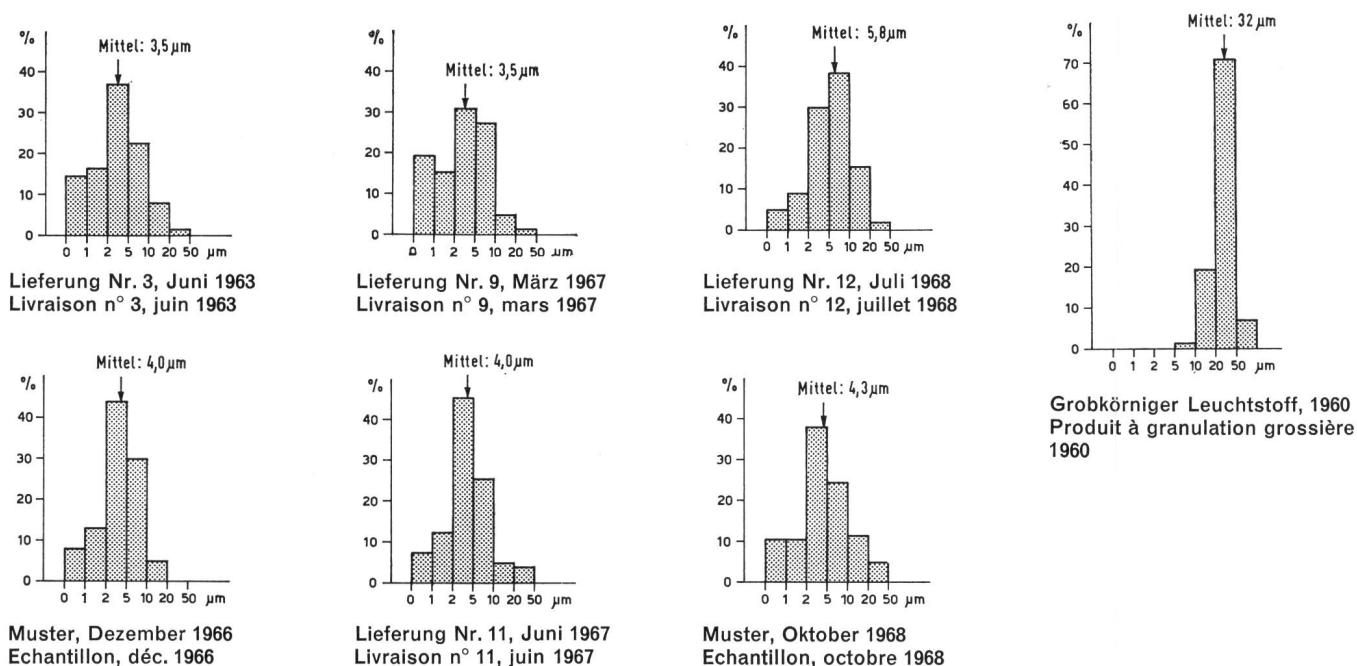 %
Mittel: 3,5 µm
40
30
20
10
0
0 1 2 5 10 20 50 µm
Lieferung Nr. 3, Juni 1963
Livraison n° 3, juin 1963
%
40
Mittel: 3,5 µm
30
20
10
0
0 1 2 5 10 20 50 µm
Lieferung Nr. 9, März 1967
Livraison n° 9, mars 1967
%
Mittel: 5,8 µm
40
30
20
10
0
0 1 2 5 10 20 50 µm
Lieferung Nr. 12, Juli 1968
Livraison n° 12, juillet 1968
Mittel: 32 µm
%
70
60
50
40
30
20
10
0
0 1 2 5 10 20 50 µm
Grobkörniger Leuchtstoff, 1960
Produit à granulation grossière
1960
Mittel: 4,0 µm
%
40
30
20
10
0
0 1 2 5 10 20 50 µm
Muster, Dezember 1966
Echantillon, déc. 1966
Mittel: 4,0 µm
%
40
30
20
10
0
0 1 2 5 10 20 50 µm
Lieferung Nr. 11, Juni 1967
Livraison n° 11, juin 1967
%
Mittel: 4,3 µm
40
30
20
10
0
0 1 2 5 10 20 50 µm
Muster, Oktober 1968
Echantillon, octobre 1968